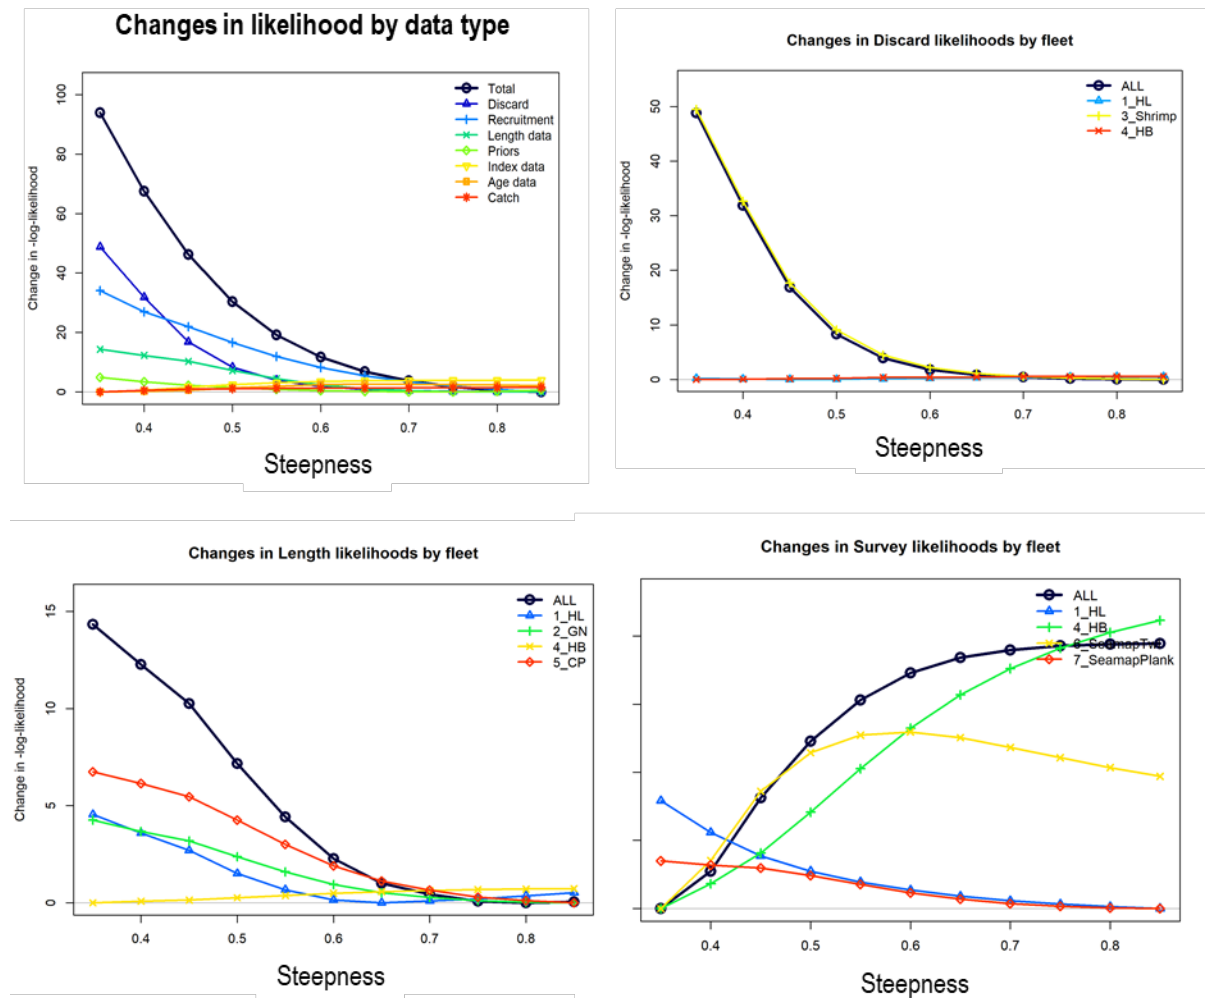 Changes in likelihood by data type
Change in -log-likelihood
100
80
60
40
20
0
0.4
0.5
0.6
0.7
0.8
Total
Discard
Recruitment
Length data
Priors
Index data
Age data
Catch
Steepness
Changes in Discard likelihoods by fleet
Change in -log-likelihood
50
40
30
20
10
0
0.4
0.5
0.6
0.7
0.8
ALL
1_HL
3_Shrimp
4_HB
Steepness
Changes in Length likelihoods by fleet
Change in -log-likelihood
15
10
5
0
0.4
0.5
0.6
0.7
0.8
ALL
1_HL
2_GN
4_HB
5_CP
Steepness
Changes in Survey likelihoods by fleet
0.4
0.5
0.6
0.7
0.8
ALL
1_HL
4_HB
7_SeamapPlank
Steepness